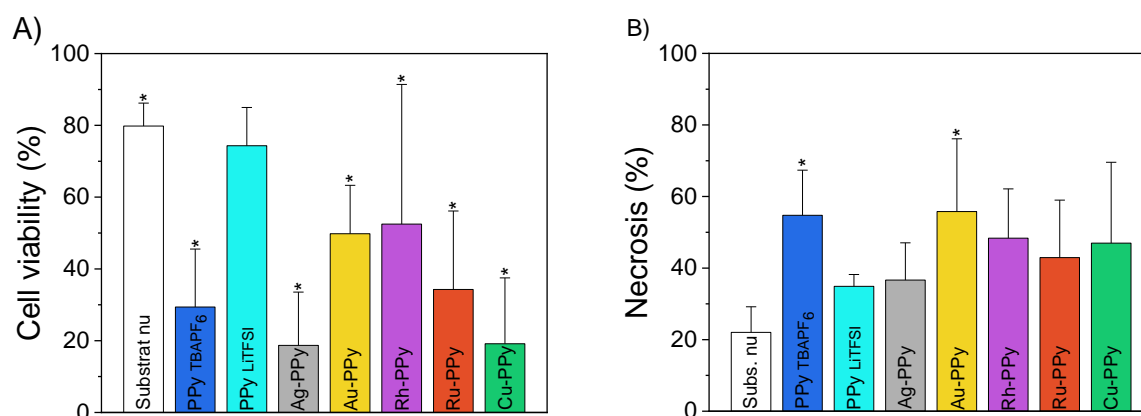 A)
Cell viability (%)
100
80
60
40
20
0
*
*
*
*
*
*
*
Substrat nu
PPy TBAPF6
PPy LiTFSI
Ag-PPy
Au-PPy
Rh-PPy
Ru-PPy
Cu-PPy
B)
Necrosis (%)
100
80
60
40
20
0
*
*
Subs. nu
PPy TBAPF6
PPy LiTFSI
Ag-PPy
Au-PPy
Rh-PPy
Ru-PPy
Cu-PPy